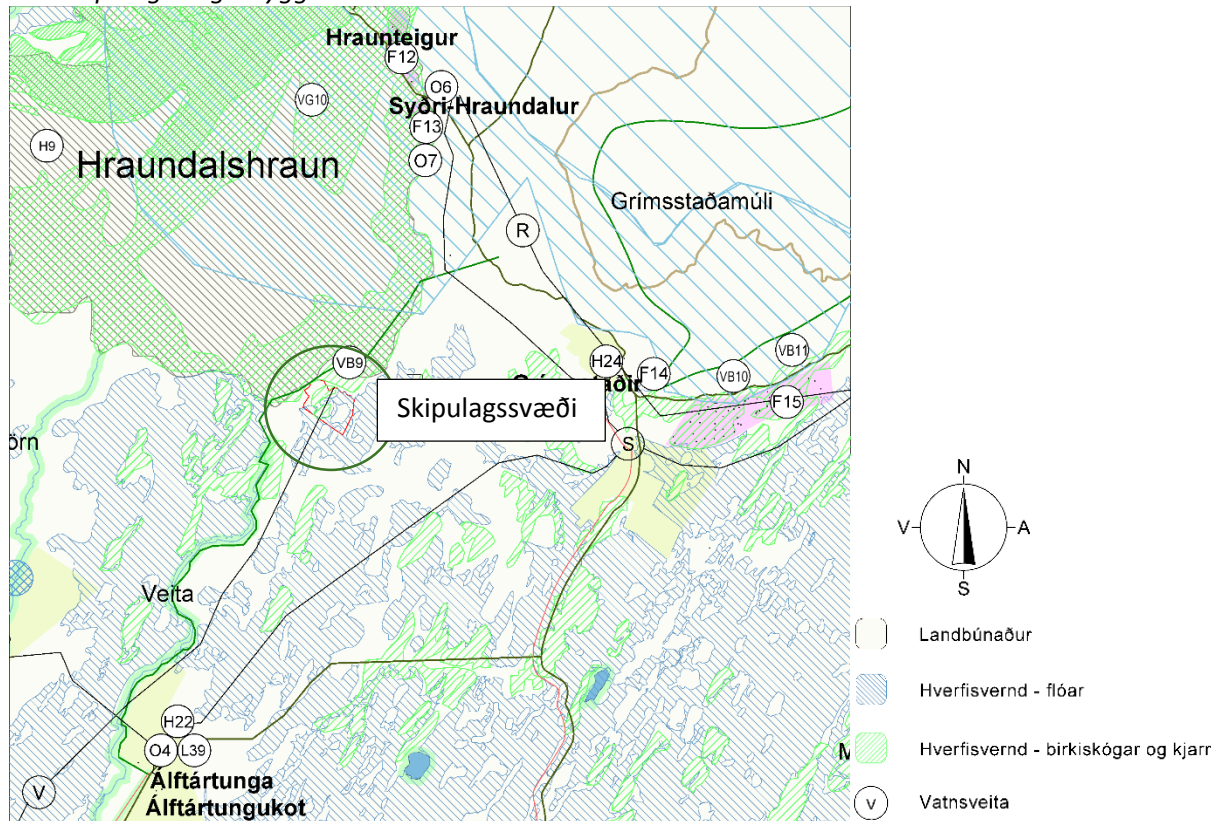 Hraunteigur
F12
VG10
O6
Syðri-Hraundalur
F13
H9
O7
Hraundalshraun
Grímsstaðamúli
R
VB9
H24
F14
VB10
VB11
Skipulagssvæði
F15
örn
S
N
V
A
S
Veita
Landbúnaður
Hverfisvernd - flóar
H22
O4
L39
Hverfisvernd - birkiskógar og kjarr
Álftártunga
V
Álftártungukot
V
Vatnsveita